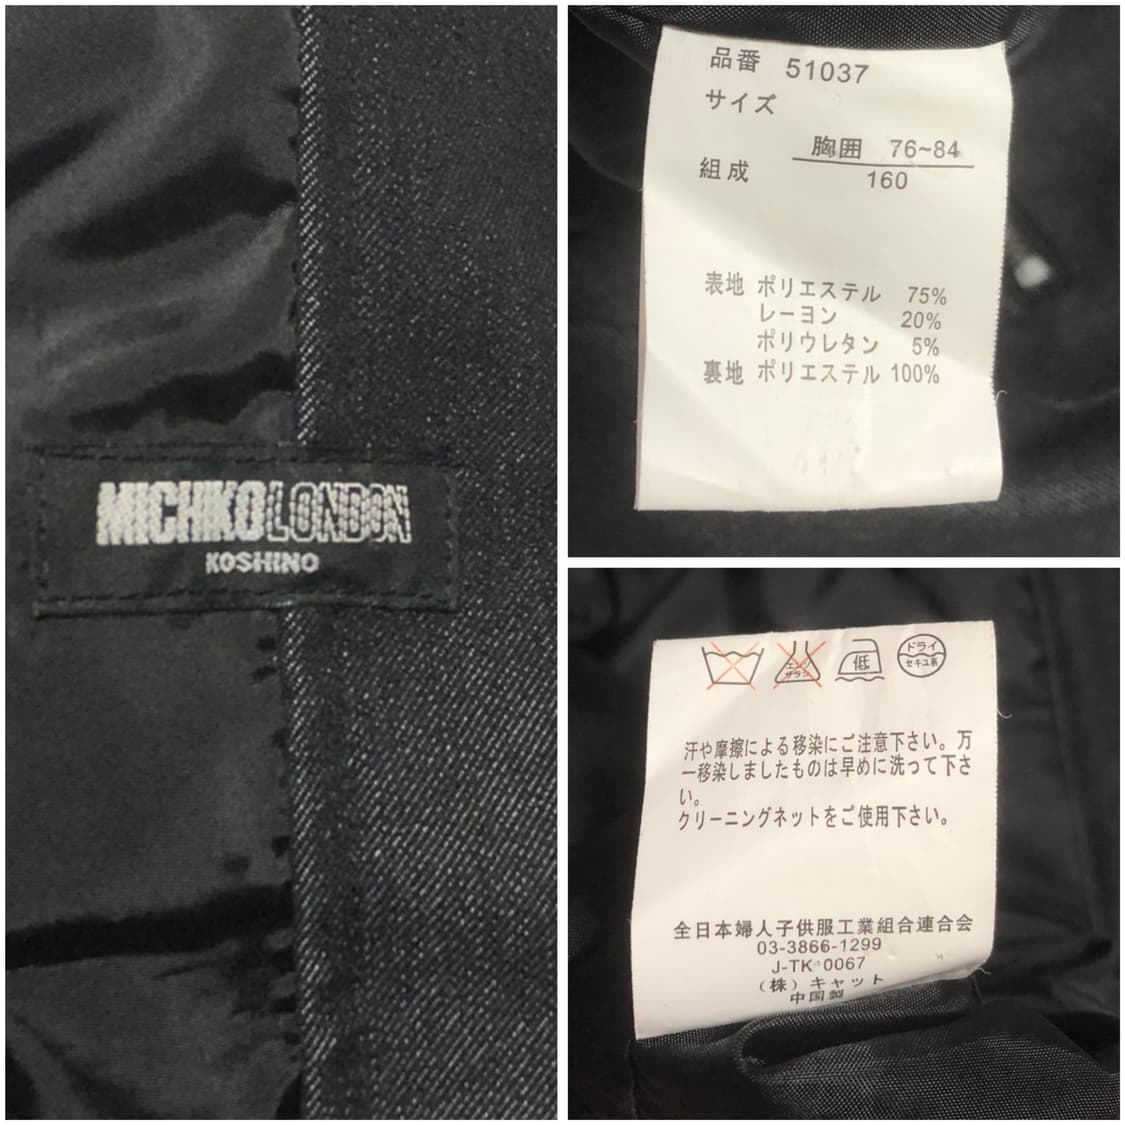 MICHIKO LONDON
KOSHINO
品番 51037
サイズ
胸囲 76~84
組成
160
表地 ポリエステル 75%
レーヨン 20%
ポリウレタン 5%
裏地 ポリエステル 100%
エンソ
サラシ
低
ドライ
セキユ系
汗や摩擦による移染にご注意下さい。万
一移染しましたものは早めに洗って下さ
い。
クリーニングネットをご使用下さい。
全日本婦人子供服工業組合連合会
03-3866-1299
J-TK 0067
(株)キャット
中国製